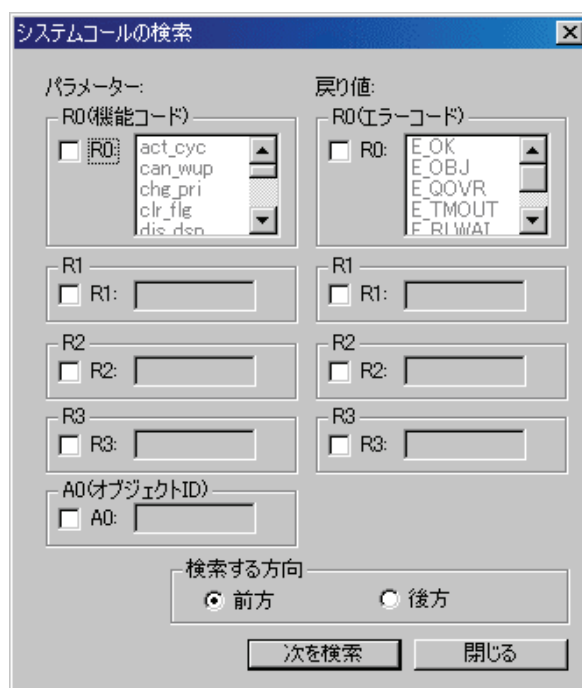 システムコールの検索
パラメーター:
R0(機能コード)
R0:
act_cyc
can_wup
chg_pri
clr_flg
dis_dsp
R1
R1:
R2
R2:
R3
R3:
A0(オブジェクトID)
A0:
戻り値:
R0(エラーコード)
R0:
E_OK
E_OBJ
E_QOVR
E_TMOUT
E_RLWAI
R1
R1:
R2
R2:
R3
R3:
検索する方向
前方 後方
次を検索 閉じる